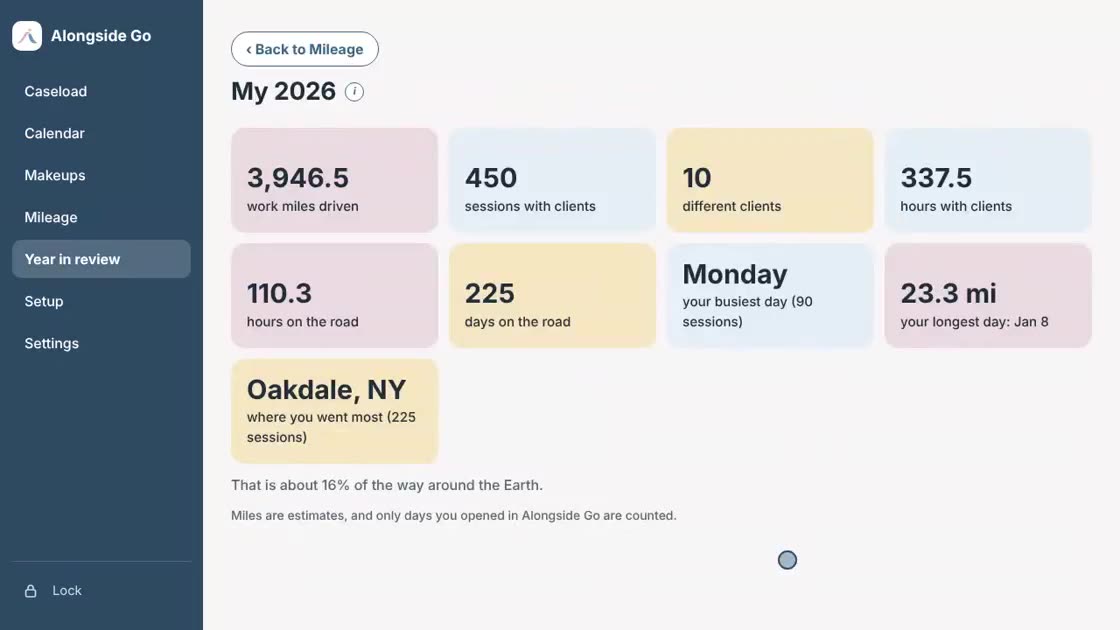 Alongside Go
Caseload
Calendar
Makeups
Mileage
Year in review
Setup
Settings
Lock
‹ Back to Mileage
My 2026 i
3,946.5
work miles driven
450
sessions with clients
10
different clients
337.5
hours with clients
110.3
hours on the road
225
days on the road
Monday
your busiest day (90
sessions)
23.3 mi
your longest day: Jan 8
Oakdale, NY
where you went most (225
sessions)
That is about 16% of the way around the Earth.
Miles are estimates, and only days you opened in Alongside Go are counted.